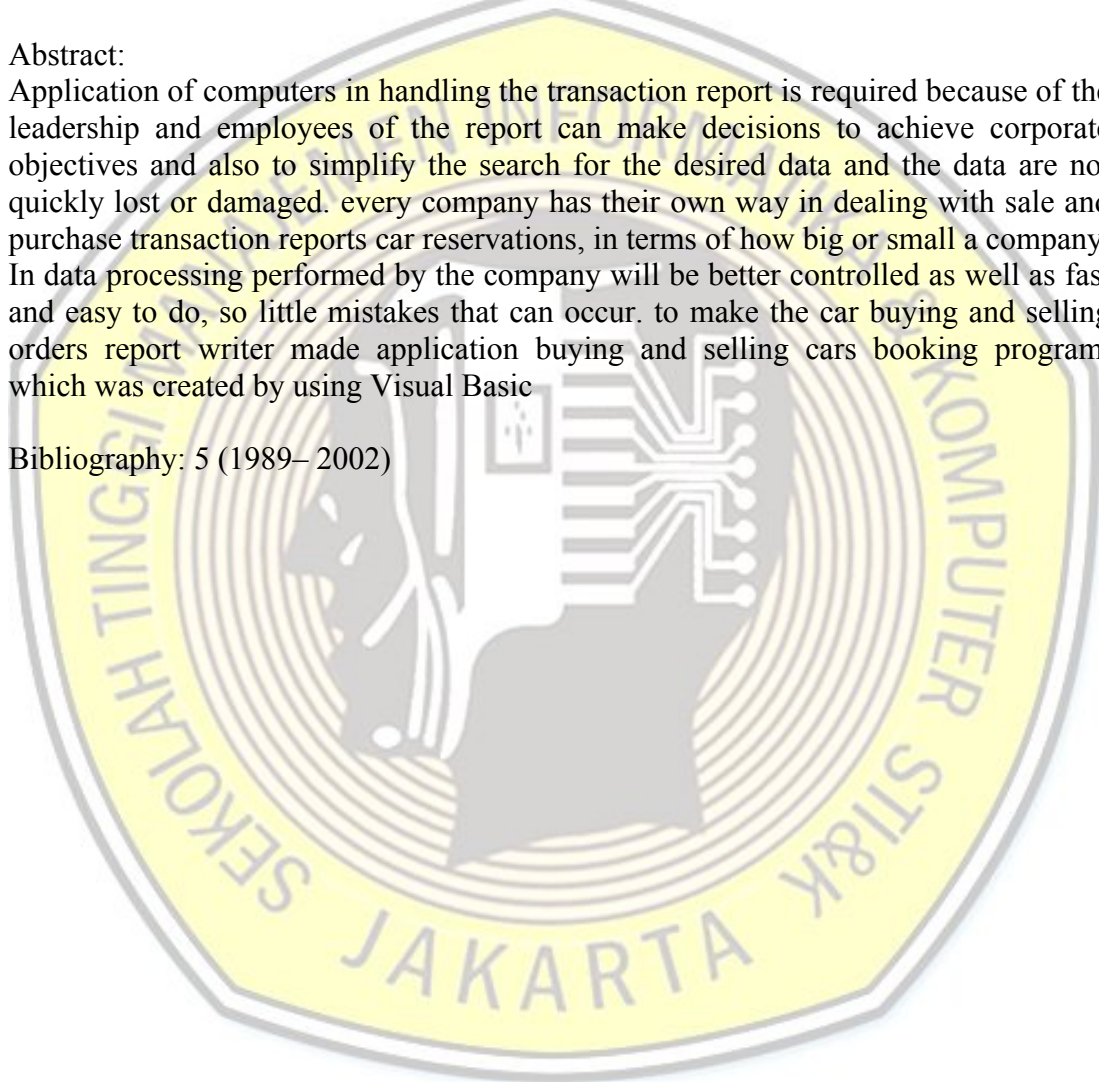 Abstract:
Application of computers in handling the transaction report is required because of the
leadership and employees of the report can make decisions to achieve corporate
objectives and also to simplify the search for the desired data and the data are no
quickly lost or damaged. every company has their own way in dealing with sale and
purchase transaction reports car reservations, in terms of how big or small a company
In data processing performed by the company will be better controlled as well as fas
and easy to do, so little mistakes that can occur. to make the car buying and selling
orders report writer made application buying and selling cars booking program
which was created by using Visual Basic
Bibliography: 5 (1989– 2002)
SEKOLAH TINGGI MANAJEMEN INFORMATIKA & KOMPUTER STI&K
JAKARTA